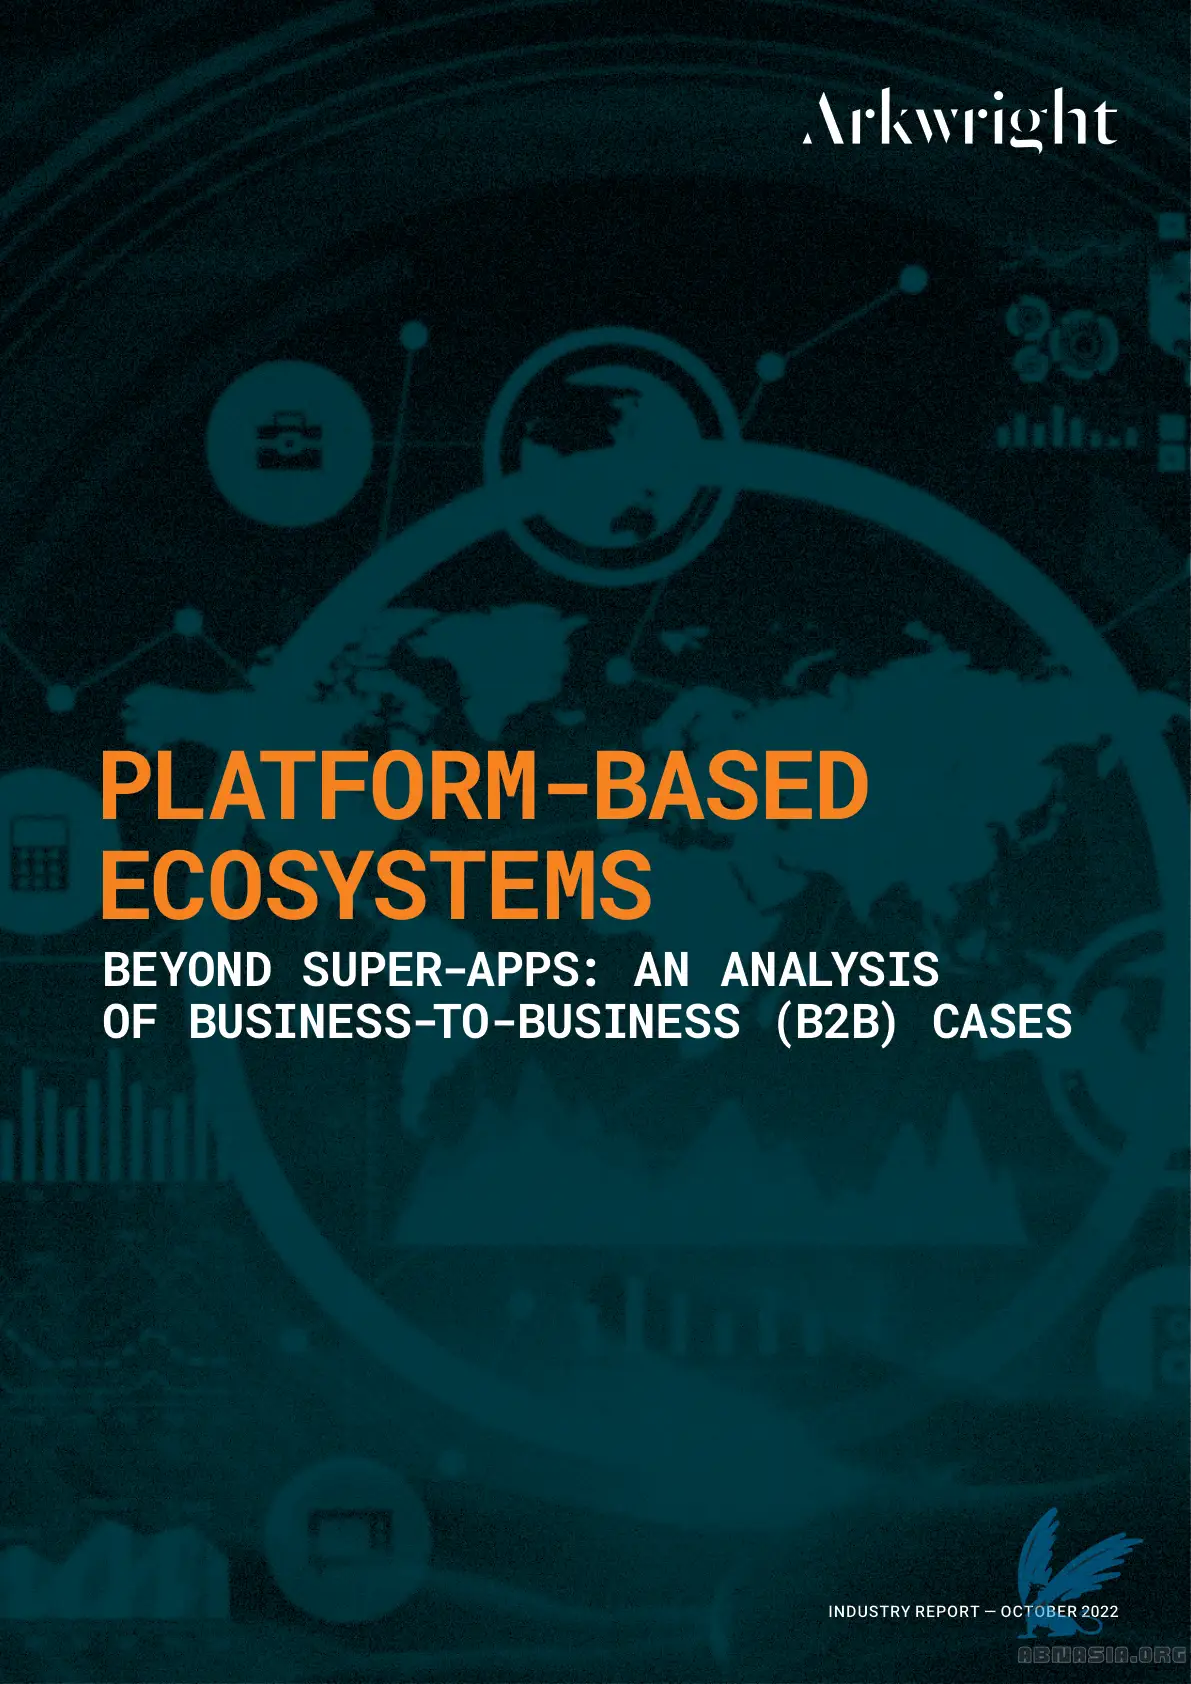 Arkwright
PLATFORM-BASED
ECOSYSTEMS
BEYOND SUPER-APPS: AN ANALYSIS
OF BUSINESS-TO-BUSINESS (B2B) CASES
INDUSTRY REPORT — OCTOBER 2022
ABNASIA.ORG